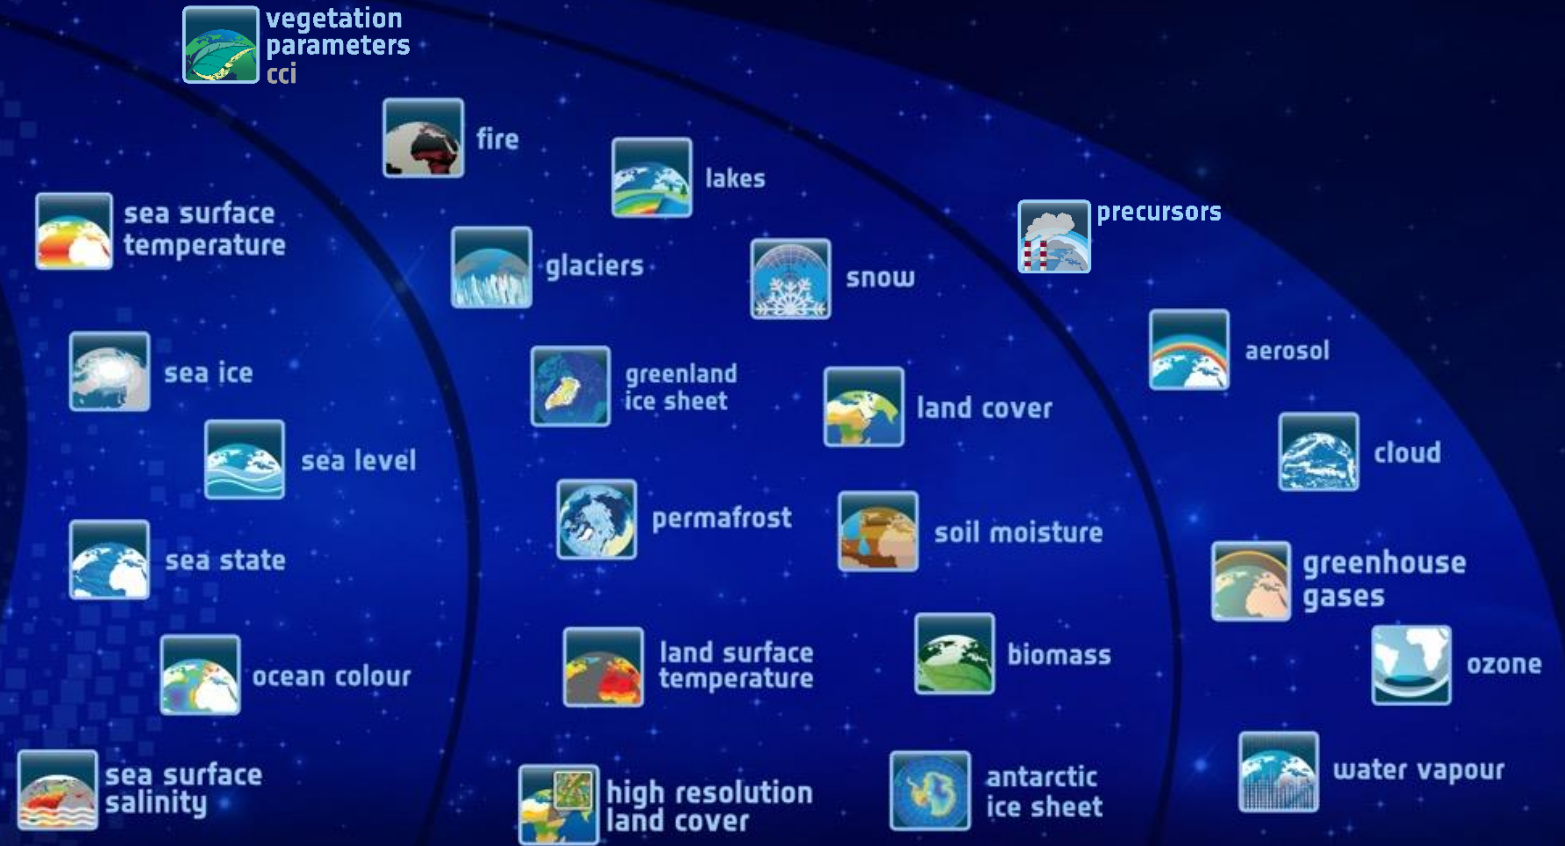 vegetation
parameters
cci
fire
lakes
sea surface
temperature
precursors
glaciers
snow
aerosol
sea ice
greenland
ice sheet
land cover
sea level
cloud
permafrost
soil moisture
sea state
greenhouse
gases
land surface
temperature
biomass
ozone
ocean colour
sea surface
salinity
high resolution
land cover
antarctic
ice sheet
water vapour